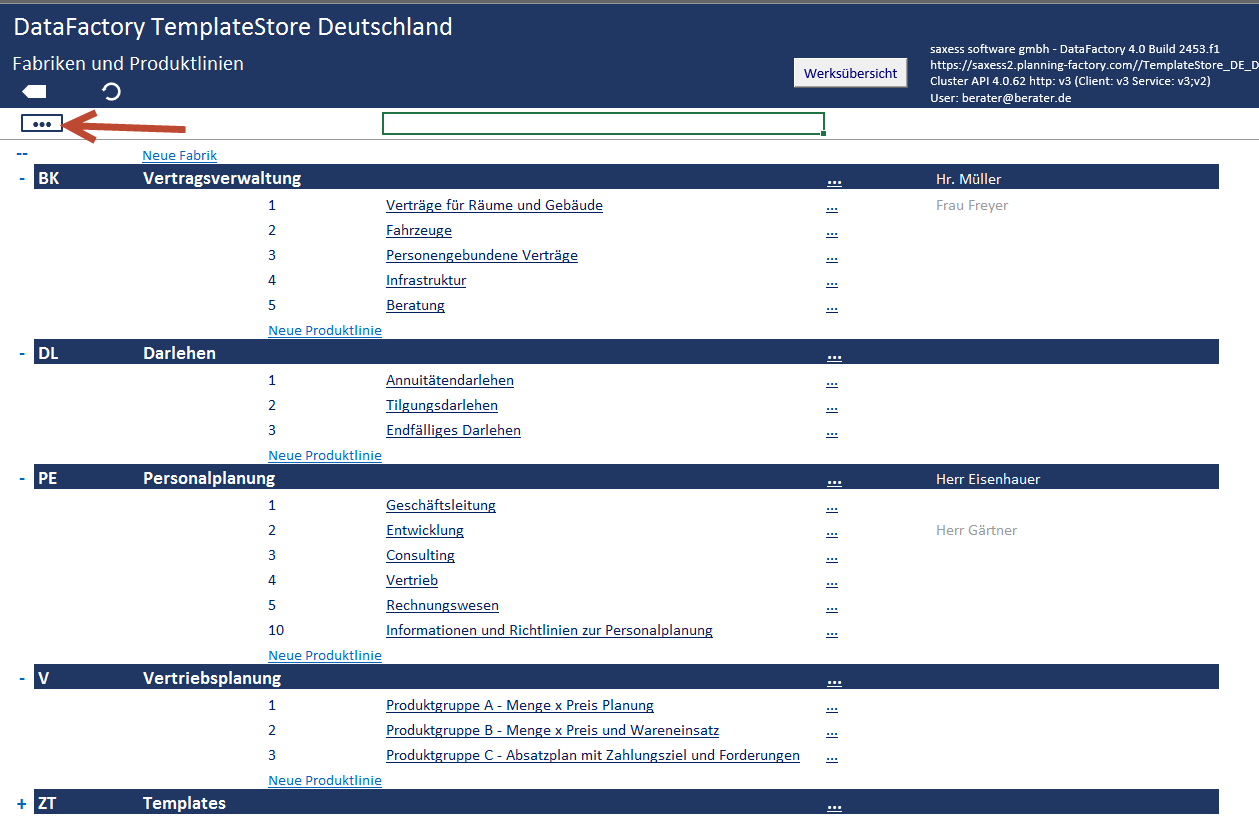 DataFactory TemplateStore Deutschland
Fabriken und Produktlinien
Werksübersicht
saxess software gmbh - DataFactory 4.0 Build 2453.f1
https://saxess2.planning-factory.com//TemplateStore_DE_D
Cluster API 4.0.62 http: v3 (Client: v3 Service: v3;v2)
User: berater@berater.de
•••
-- Neue Fabrik
- BK Vertragsverwaltung ... Hr. Müller
1 Verträge für Räume und Gebäude ... Frau Freyer
2 Fahrzeuge ...
3 Personengebundene Verträge ...
4 Infrastruktur ...
5 Beratung ...
Neue Produktlinie
- DL Darlehen ...
1 Annuitätendarlehen ...
2 Tilgungsdarlehen ...
3 Endfälliges Darlehen ...
Neue Produktlinie
- PE Personalplanung ... Herr Eisenhauer
1 Geschäftsleitung ...
2 Entwicklung ... Herr Gärtner
3 Consulting ...
4 Vertrieb ...
5 Rechnungswesen ...
10 Informationen und Richtlinien zur Personalplanung ...
Neue Produktlinie
- V Vertriebsplanung ...
1 Produktgruppe A - Menge x Preis Planung ...
2 Produktgruppe B - Menge x Preis und Wareneinsatz ...
3 Produktgruppe C - Absatzplan mit Zahlungsziel und Forderungen ...
Neue Produktlinie
+ ZT Templates ...